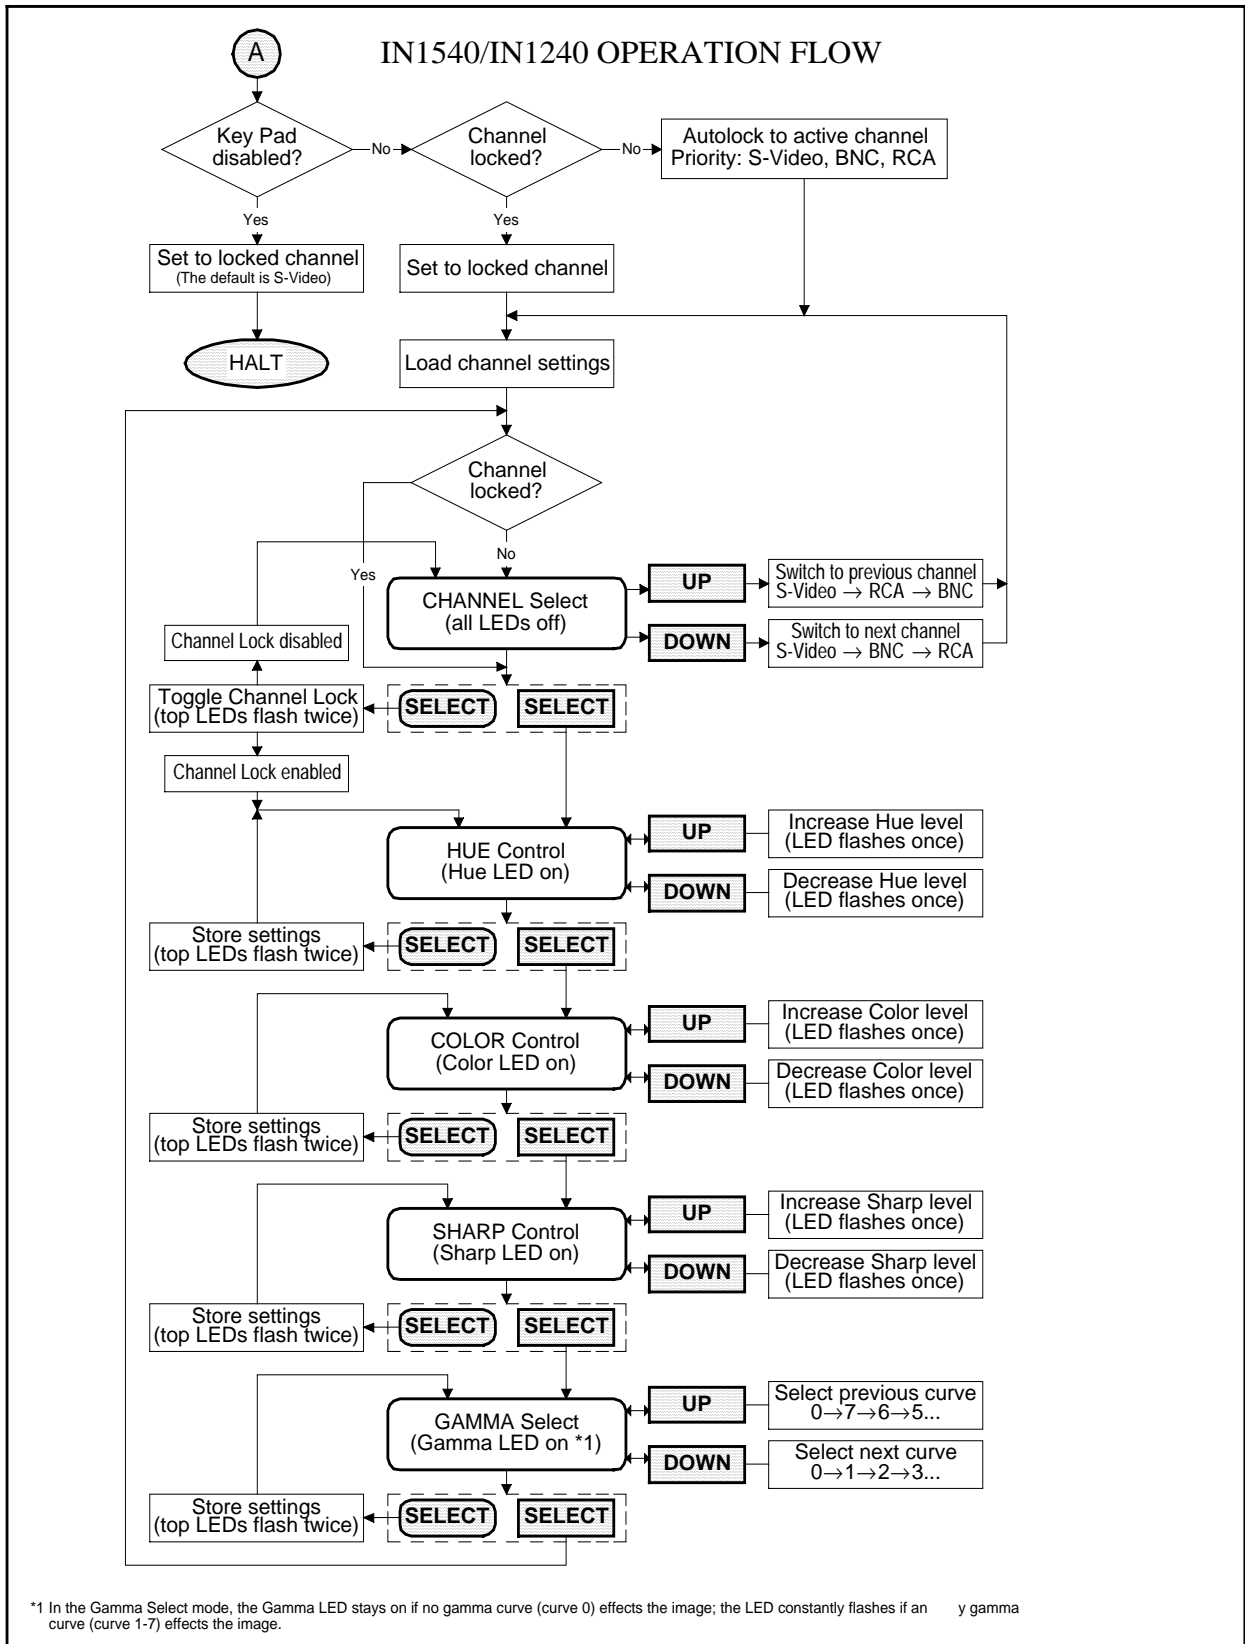 A
IN1540/IN1240 OPERATION FLOW
Key Pad
disabled?
No
Channel
locked?
No
Autolock to active channel
Priority: S-Video, BNC, RCA
Yes
Yes
Set to locked channel
(The default is S-Video)
Set to locked channel
HALT
Load channel settings
Channel
locked?
No
Yes
CHANNEL Select
(all LEDs off)
UP
Switch to previous channel
S-Video → RCA → BNC
DOWN
Switch to next channel
S-Video → BNC → RCA
Channel Lock disabled
Toggle Channel Lock
(top LEDs flash twice)
SELECT
SELECT
Channel Lock enabled
HUE Control
(Hue LED on)
UP
Increase Hue level
(LED flashes once)
DOWN
Decrease Hue level
(LED flashes once)
Store settings
(top LEDs flash twice)
SELECT
SELECT
COLOR Control
(Color LED on)
UP
Increase Color level
(LED flashes once)
DOWN
Decrease Color level
(LED flashes once)
Store settings
(top LEDs flash twice)
SELECT
SELECT
SHARP Control
(Sharp LED on)
UP
Increase Sharp level
(LED flashes once)
DOWN
Decrease Sharp level
(LED flashes once)
Store settings
(top LEDs flash twice)
SELECT
SELECT
GAMMA Select
(Gamma LED on *1)
UP
Select previous curve
0→7→6→5...
DOWN
Select next curve
0→1→2→3...
Store settings
(top LEDs flash twice)
SELECT
SELECT
*1 In the Gamma Select mode, the Gamma LED stays on if no gamma curve (curve 0) effects the image; the LED constantly flashes if an y gamma
curve (curve 1-7) effects the image.